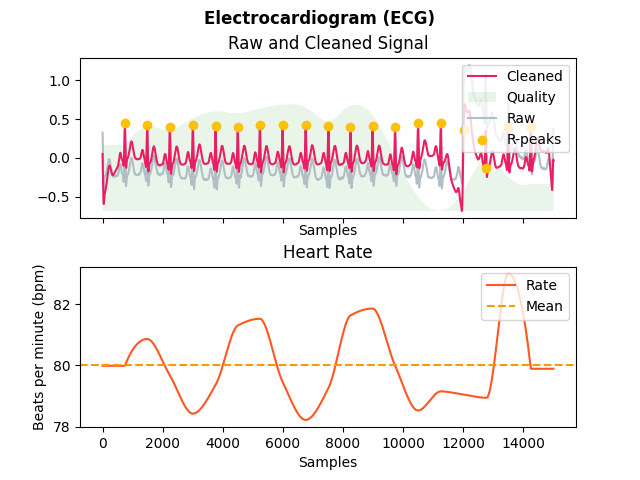 Electrocardiogram (ECG)
Raw and Cleaned Signal
1.0
0.5
0.0
−0.5
Cleaned
Quality
Raw
R-peaks
Samples
Heart Rate
Beats per minute (bpm)
82
80
78
Rate
Mean
0 2000 4000 6000 8000 10000 12000 14000
Samples